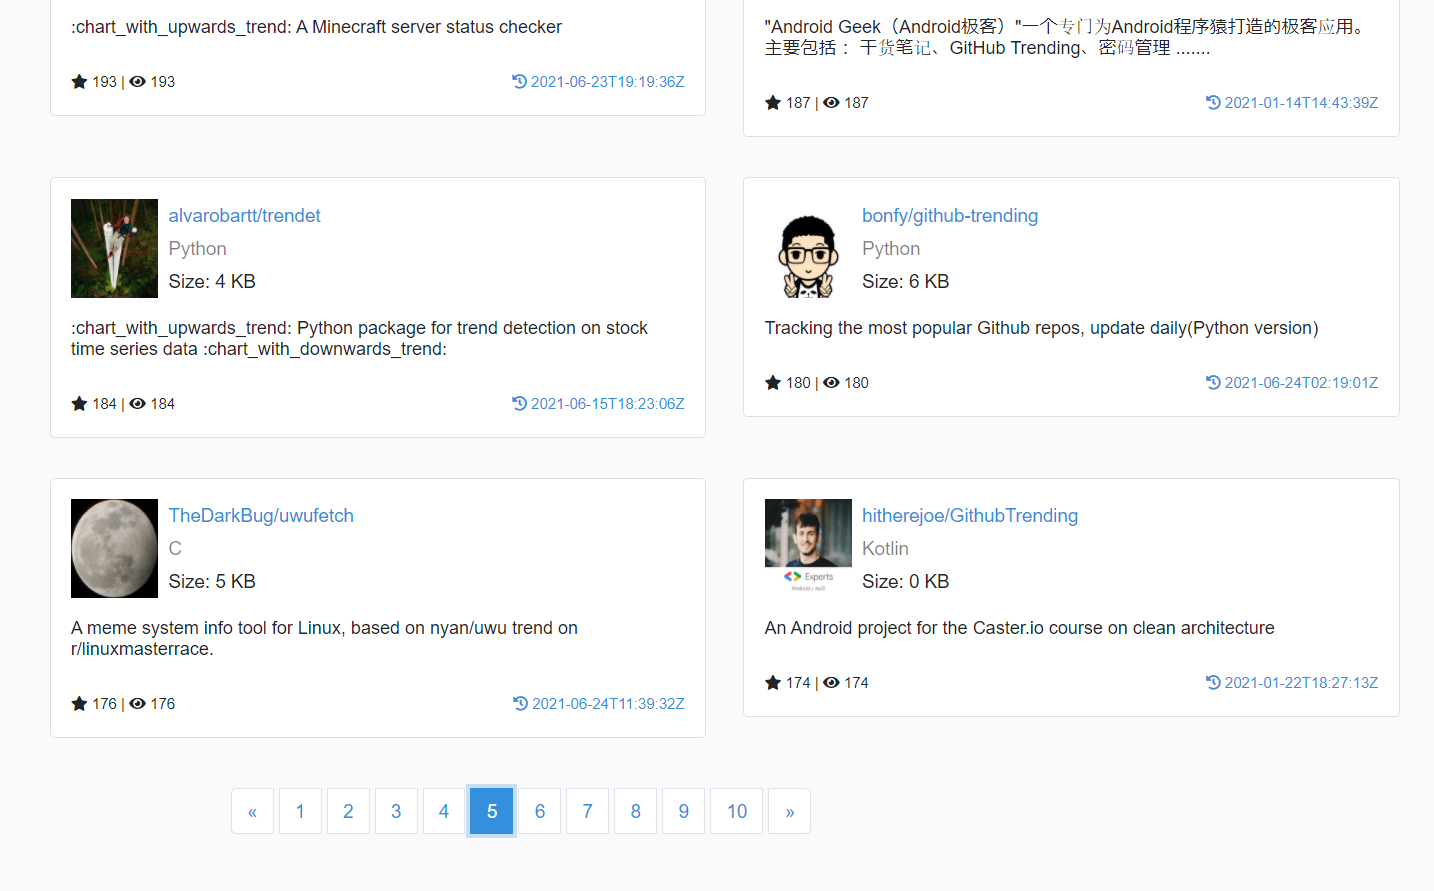 :chart_with_upwards_trend: A Minecraft server status checker
193 | 193
2021-06-23T19:19:36Z
"Android Geek（Android极客）"一个专门为Android程序猿打造的极客应用。
主要包括： 干货笔记、GitHub Trending、密码管理 .......
187 | 187
2021-01-14T14:43:39Z
alvarobartt/trendet
Python
Size: 4 KB
:chart_with_upwards_trend: Python package for trend detection on stock
time series data :chart_with_downwards_trend:
184 | 184
2021-06-15T18:23:06Z
bonfy/github-trending
Python
Size: 6 KB
Tracking the most popular Github repos, update daily(Python version)
180 | 180
2021-06-24T02:19:01Z
TheDarkBug/uwufetch
C
Size: 5 KB
A meme system info tool for Linux, based on nyan/uwu trend on
r/linuxmasterrace.
176 | 176
2021-06-24T11:39:32Z
Experts
Android + AoG
hitherejoe/GithubTrending
Kotlin
Size: 0 KB
An Android project for the Caster.io course on clean architecture
174 | 174
2021-01-22T18:27:13Z
« 1 2 3 4 5 6 7 8 9 10 »